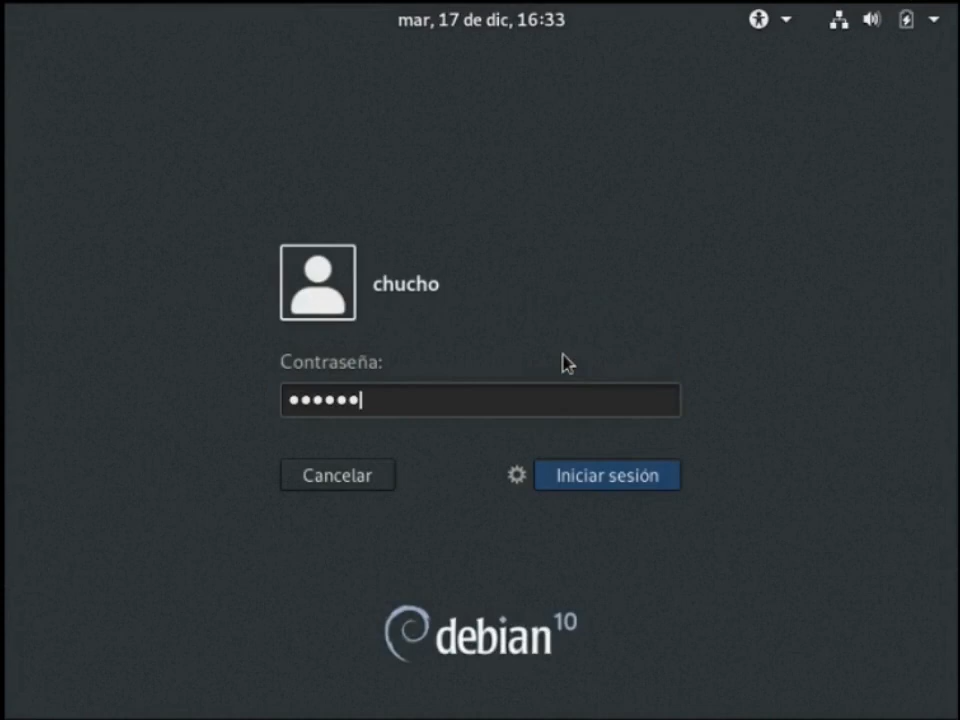 mar, 17 de dic, 16:33
chucho
Contraseña:
••••••
Cancelar
Iniciar sesión
debian 10